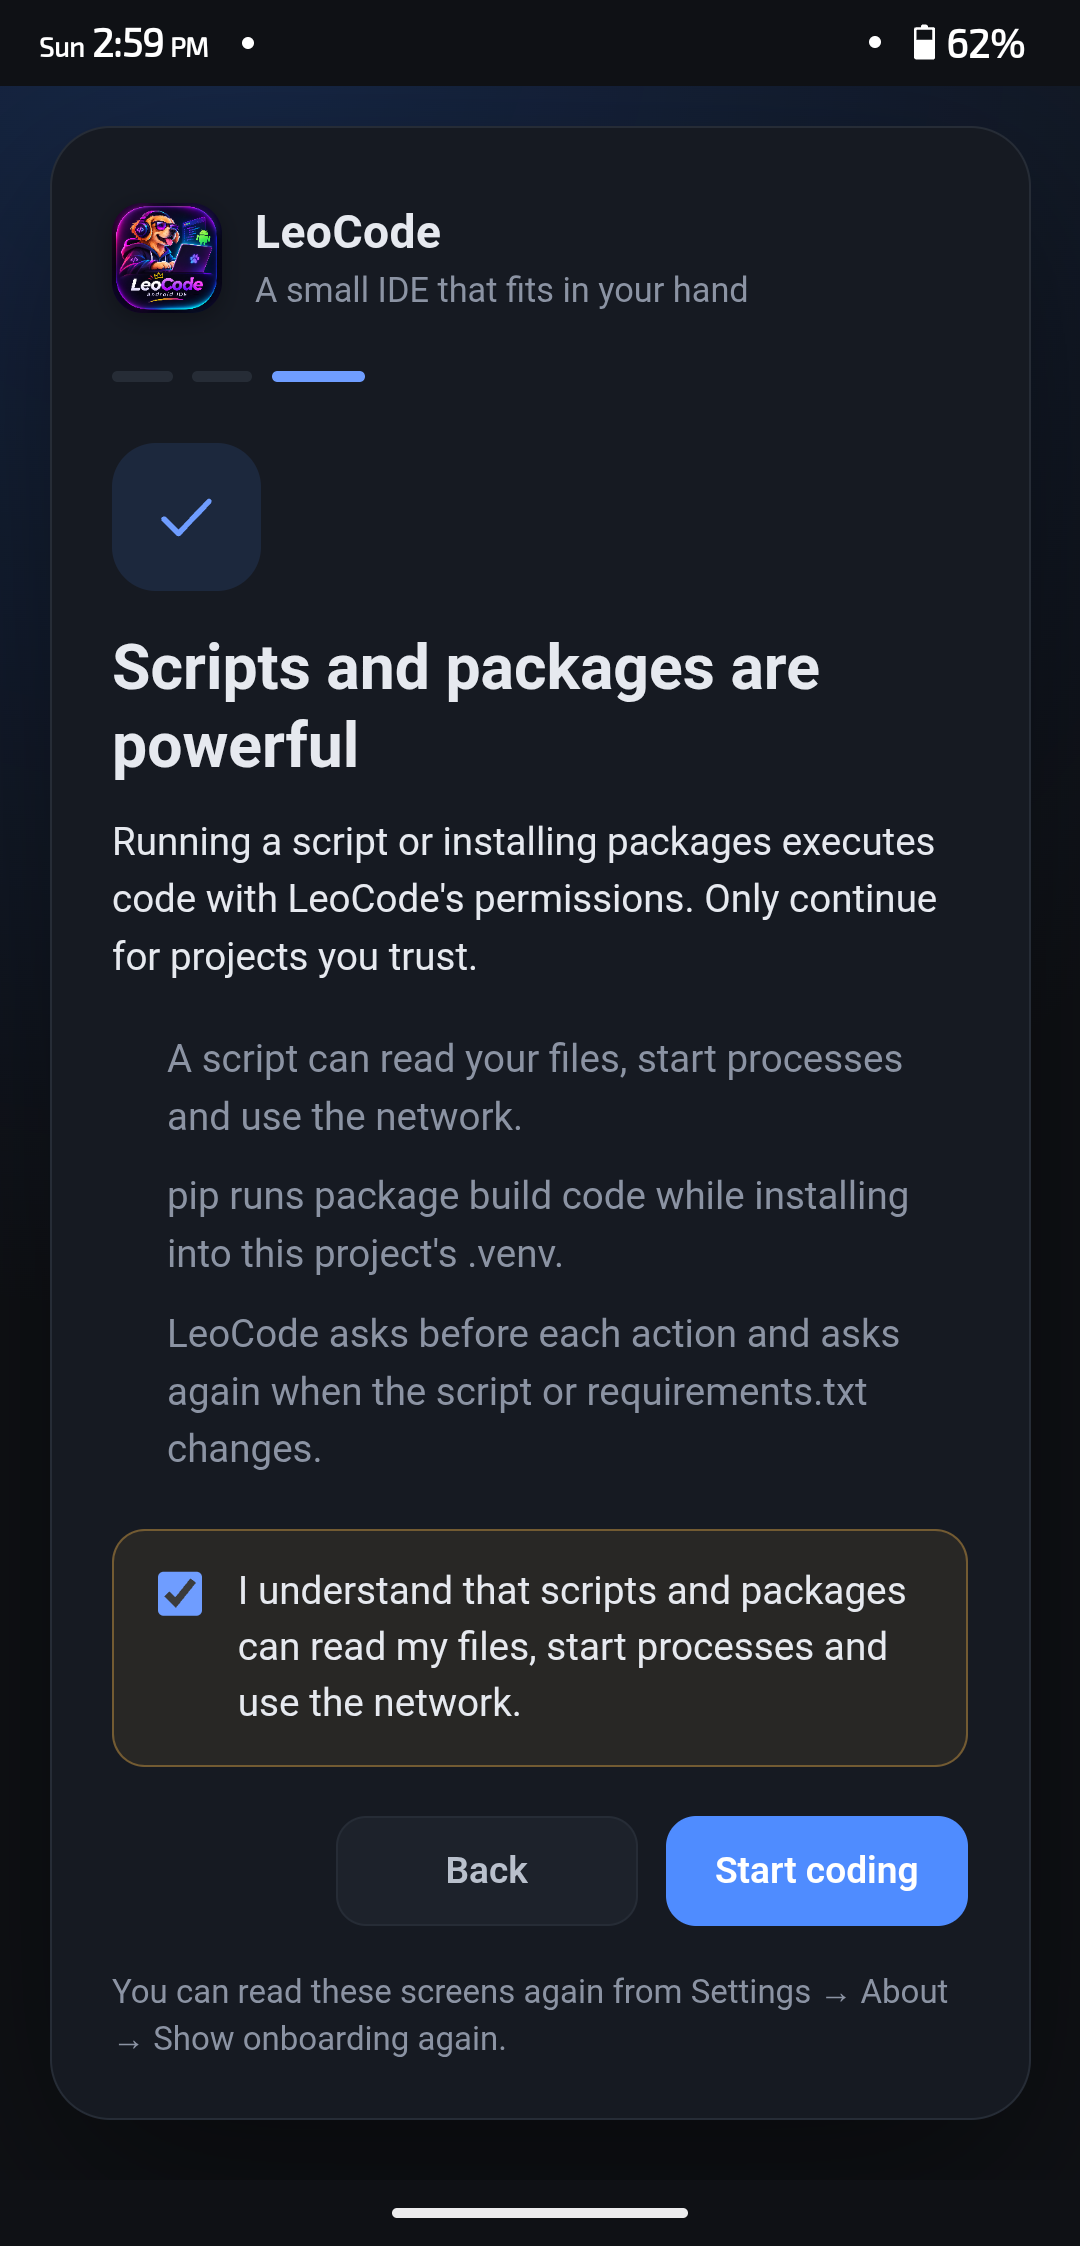 Sun 2:59 PM
62%
LeoCode
Android IDE
LeoCode
A small IDE that fits in your hand
Scripts and packages are
powerful
Running a script or installing packages executes
code with LeoCode's permissions. Only continue
for projects you trust.
A script can read your files, start processes
and use the network.
pip runs package build code while installing
into this project's .venv.
LeoCode asks before each action and asks
again when the script or requirements.txt
changes.
I understand that scripts and packages
can read my files, start processes and
use the network.
Back
Start coding
You can read these screens again from Settings → About
→ Show onboarding again.